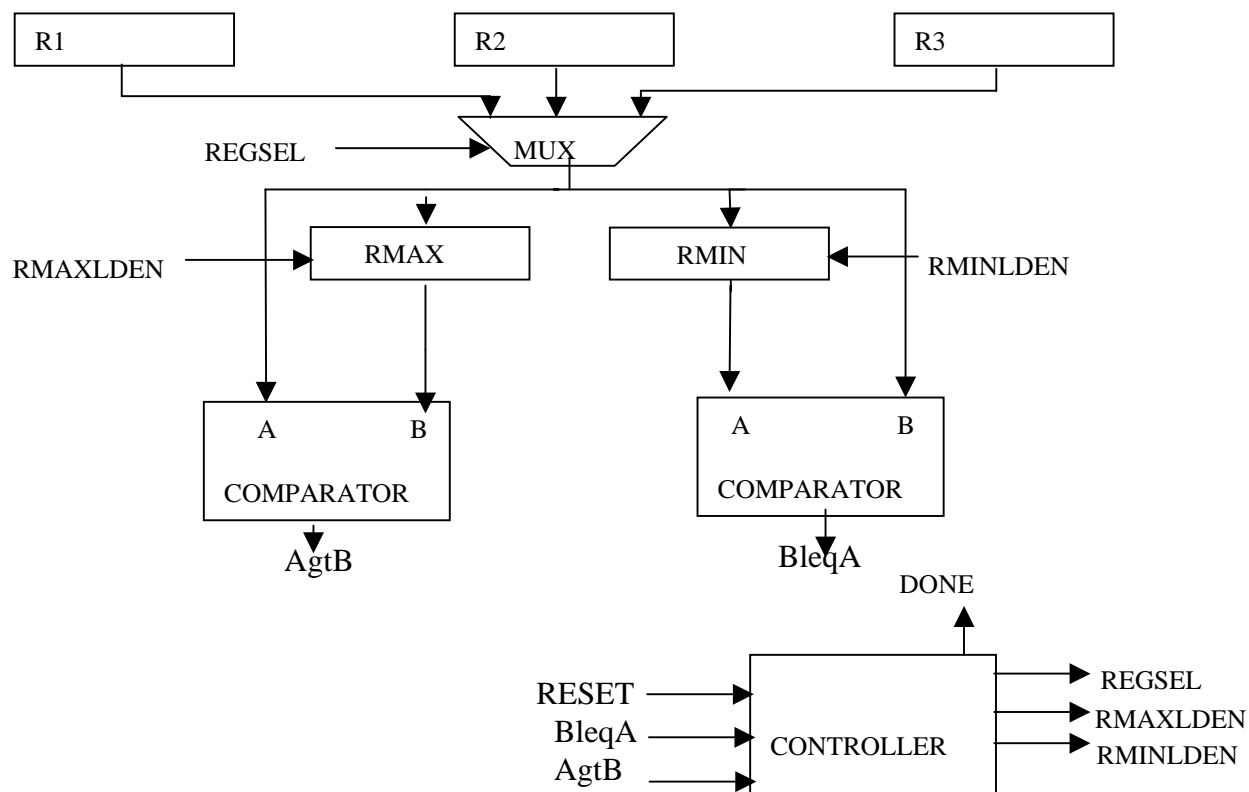 R1
R2
R3
REGSEL
MUX
RMAXLDEN
RMAX
RMIN
RMINLDEN
A
B
COMPARATOR
AgtB
A
B
COMPARATOR
BleqA
DONE
RESET
BleqA
AgtB
CONTROLLER
REGSEL
RMAXLDEN
RMINLDEN